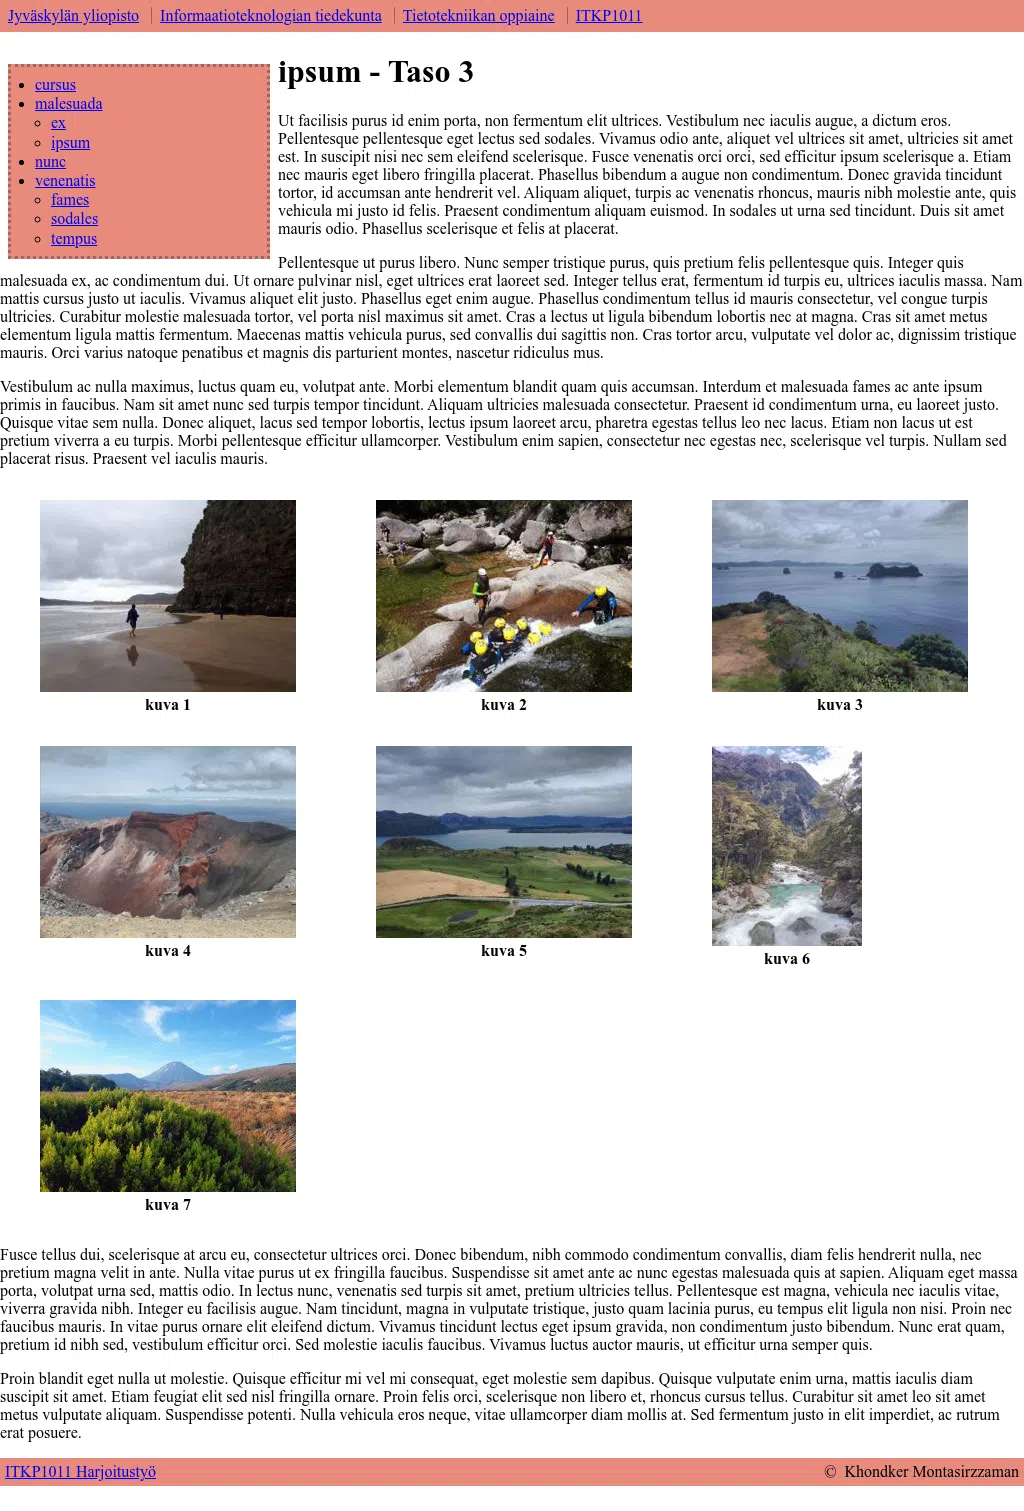 Jyväskylän yliopisto Informaatioteknologian tiedekunta Tietotekniikan oppiaine ITKP1011
cursus
malesuada
ex
ipsum
nunc
venenatis
fames
sodales
tempus
ipsum - Taso 3
Ut facilisis purus id enim porta, non fermentum elit ultrices. Vestibulum nec iaculis augue, a dictum eros.
Pellentesque pellentesque eget lectus sed sodales. Vivamus odio ante, aliquet vel ultrices sit amet, ultricies sit amet
est. In suscipit nisi nec sem eleifend scelerisque. Fusce venenatis orci orci, sed efficitur ipsum scelerisque a. Etiam
nec mauris eget libero fringilla placerat. Phasellus bibendum a augue non condimentum. Donec gravida tincidunt
tortor, id accumsan ante hendrerit vel. Aliquam aliquet, turpis ac venenatis rhoncus, mauris nibh molestie ante, quis
vehicula mi justo id felis. Praesent condimentum aliquam euismod. In sodales ut urna sed tincidunt. Duis sit amet
mauris odio. Phasellus scelerisque et felis at placerat.
Pellentesque ut purus libero. Nunc semper tristique purus, quis pretium felis pellentesque quis. Integer quis
malesuada ex, ac condimentum dui. Ut ornare pulvinar nisl, eget ultrices erat laoreet sed. Integer tellus erat, fermentum id turpis eu, ultrices iaculis massa. Nam
mattis cursus justo ut iaculis. Vivamus aliquet elit justo. Phasellus eget enim augue. Phasellus condimentum tellus id mauris consectetur, vel congue turpis
ultricies. Curabitur molestie malesuada tortor, vel porta nisl maximus sit amet. Cras a lectus ut ligula bibendum lobortis nec at magna. Cras sit amet metus
elementum ligula mattis fermentum. Maecenas mattis vehicula purus, sed convallis dui sagittis non. Cras tortor arcu, vulputate vel dolor ac, dignissim tristique
mauris. Orci varius natoque penatibus et magnis dis parturient montes, nascetur ridiculus mus.
Vestibulum ac nulla maximus, luctus quam eu, volutpat ante. Morbi elementum blandit quam quis accumsan. Interdum et malesuada fames ac ante ipsum
primis in faucibus. Nam sit amet nunc sed turpis tempor tincidunt. Aliquam ultricies malesuada consectetur. Praesent id condimentum urna, eu laoreet justo.
Quisque vitae sem nulla. Donec aliquet, lacus sed tempor lobortis, lectus ipsum laoreet arcu, pharetra egestas tellus leo nec lacus. Etiam non lacus ut est
pretium viverra a eu turpis. Morbi pellentesque efficitur ullamcorper. Vestibulum enim sapien, consectetur nec egestas nec, scelerisque vel turpis. Nullam sed
placerat risus. Praesent vel iaculis mauris.
kuva 1
kuva 2
kuva 3
kuva 4
kuva 5
kuva 6
kuva 7
Fusce tellus dui, scelerisque at arcu eu, consectetur ultrices orci. Donec bibendum, nibh commodo condimentum convallis, diam felis hendrerit nulla, nec
pretium magna velit in ante. Nulla vitae purus ut ex fringilla faucibus. Suspendisse sit amet ante ac nunc egestas malesuada quis at sapien. Aliquam eget massa
porta, volutpat urna sed, mattis odio. In lectus nunc, venenatis sed turpis sit amet, pretium ultricies tellus. Pellentesque est magna, vehicula nec iaculis vitae,
viverra gravida nibh. Integer eu facilisis augue. Nam tincidunt, magna in vulputate tristique, justo quam lacinia purus, eu tempus elit ligula non nisi. Proin nec
faucibus mauris. In vitae purus ornare elit eleifend dictum. Vivamus tincidunt lectus eget ipsum gravida, non condimentum justo bibendum. Nunc erat quam,
pretium id nibh sed, vestibulum efficitur orci. Sed molestie iaculis faucibus. Vivamus luctus auctor mauris, ut efficitur urna semper quis.
Proin blandit eget nulla ut molestie. Quisque efficitur mi vel mi consequat, eget molestie sem dapibus. Quisque vulputate enim urna, mattis iaculis diam
suscipit sit amet. Etiam feugiat elit sed nisl fringilla ornare. Proin felis orci, scelerisque non libero et, rhoncus cursus tellus. Curabitur sit amet leo sit amet
metus vulputate aliquam. Suspendisse potenti. Nulla vehicula eros neque, vitae ullamcorper diam mollis at. Sed fermentum justo in elit imperdiet, ac rutrum
erat posuere.
ITKP1011 Harjoitustyö © Khondker Montasirzzaman